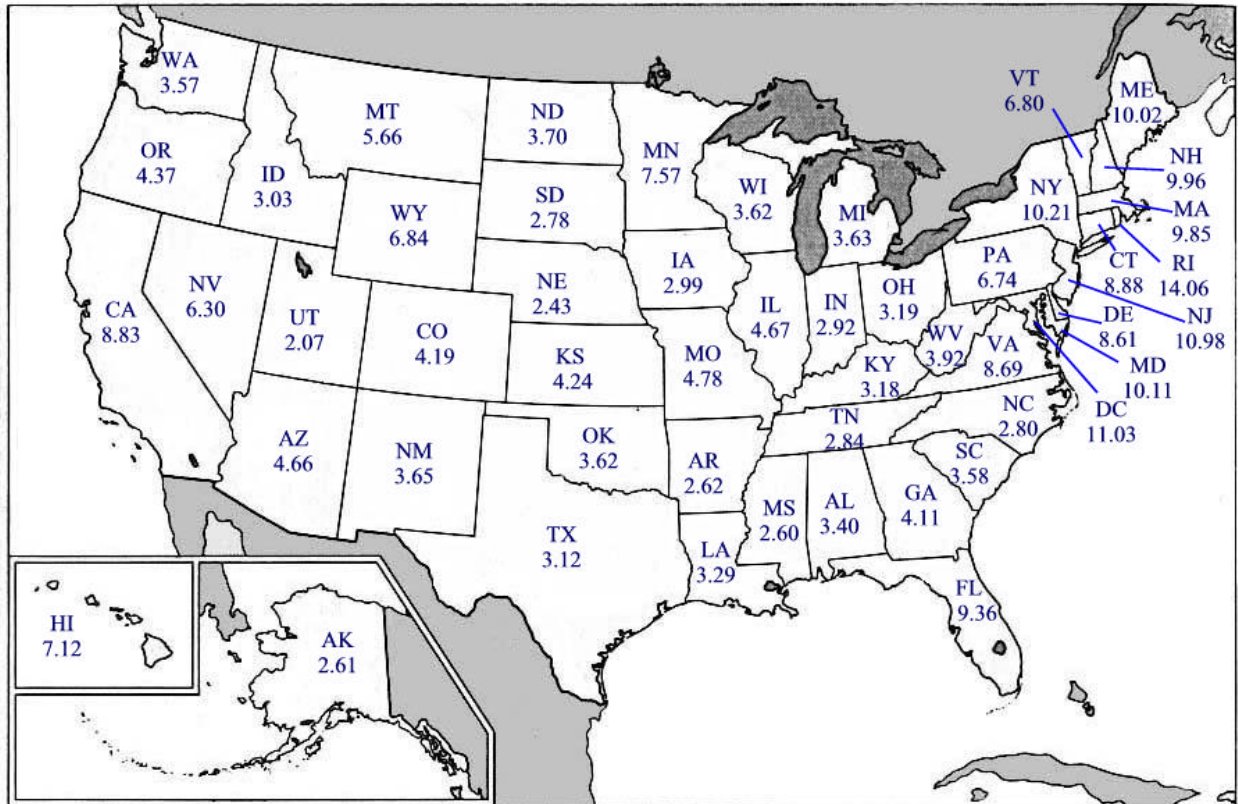 WA
3.57
MT
5.66
ND
3.70
MN
7.57
VT
6.80
ME
10.02
OR
4.37
ID
3.03
WY
6.84
SD
2.78
WI
3.62
MI
3.63
NY
10.21
NH
9.96
MA
9.85
CT
8.88
RI
14.06
NJ
10.98
CA
8.83
NV
6.30
UT
2.07
CO
4.19
NE
2.43
KS
4.24
IA
2.99
MO
4.78
IL
4.67
IN
2.92
OH
3.19
PA
6.74
DE
8.61
MD
10.11
DC
11.03
WV
3.92
VA
8.69
KY
3.18
NC
2.80
TN
2.84
SC
3.58
AZ
4.66
NM
3.65
OK
3.62
AR
2.62
MS
2.60
AL
3.40
GA
4.11
TX
3.12
LA
3.29
FL
9.36
HI
7.12
AK
2.61